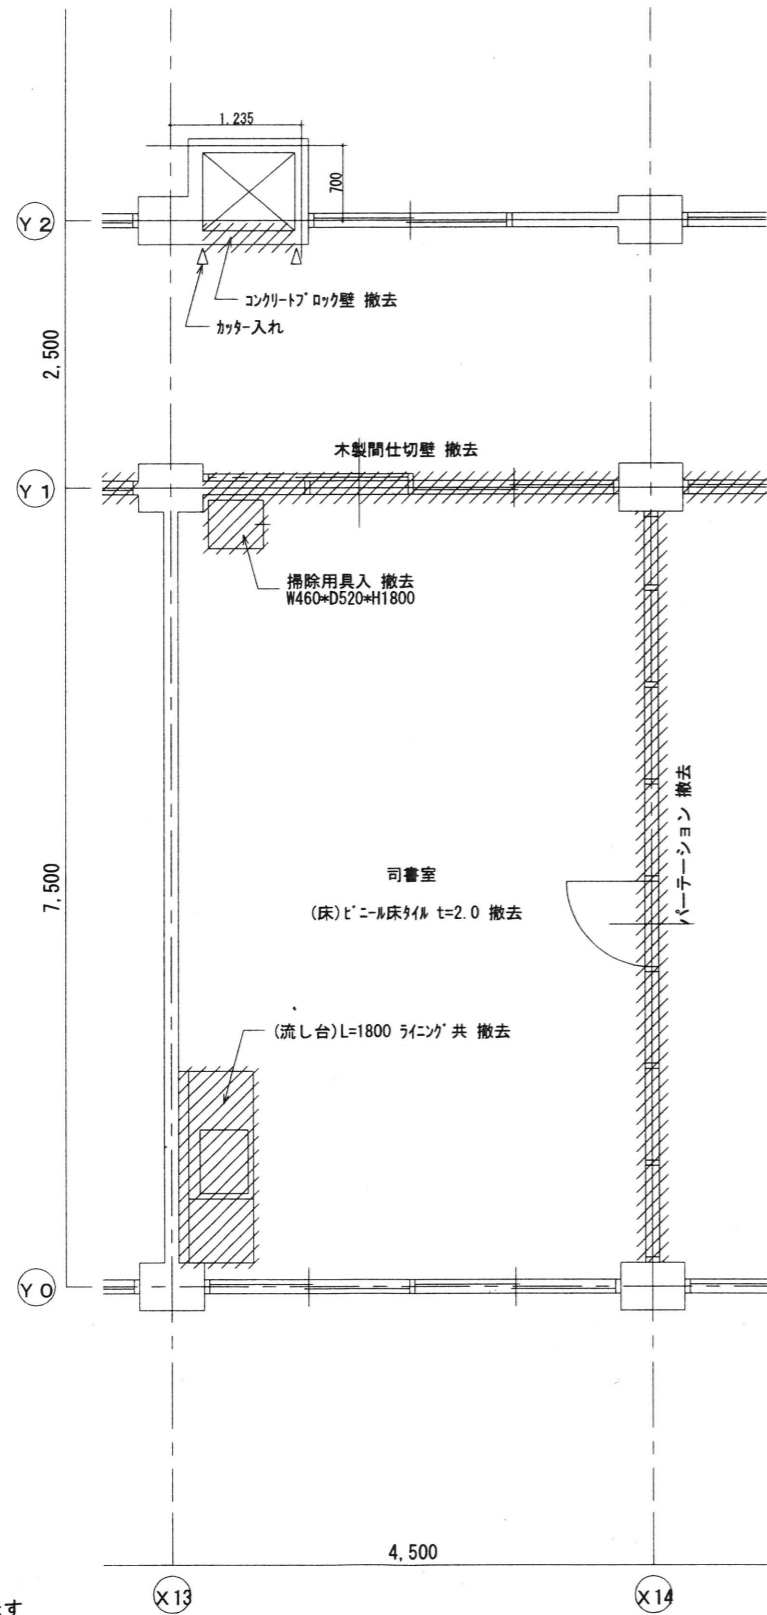 1,235
700
Y2
コンクリートブロック壁 撤去
カッター入れ
2,500
木製間仕切壁 撤去
Y1
掃除用具入 撤去
W460*D520*H1800
パーテーション 撤去
7,500
司書室
(床)ビニール床タイル t=2.0 撤去
(流し台)L=1800 ライニング共 撤去
Y0
4,500
す
X13
X14